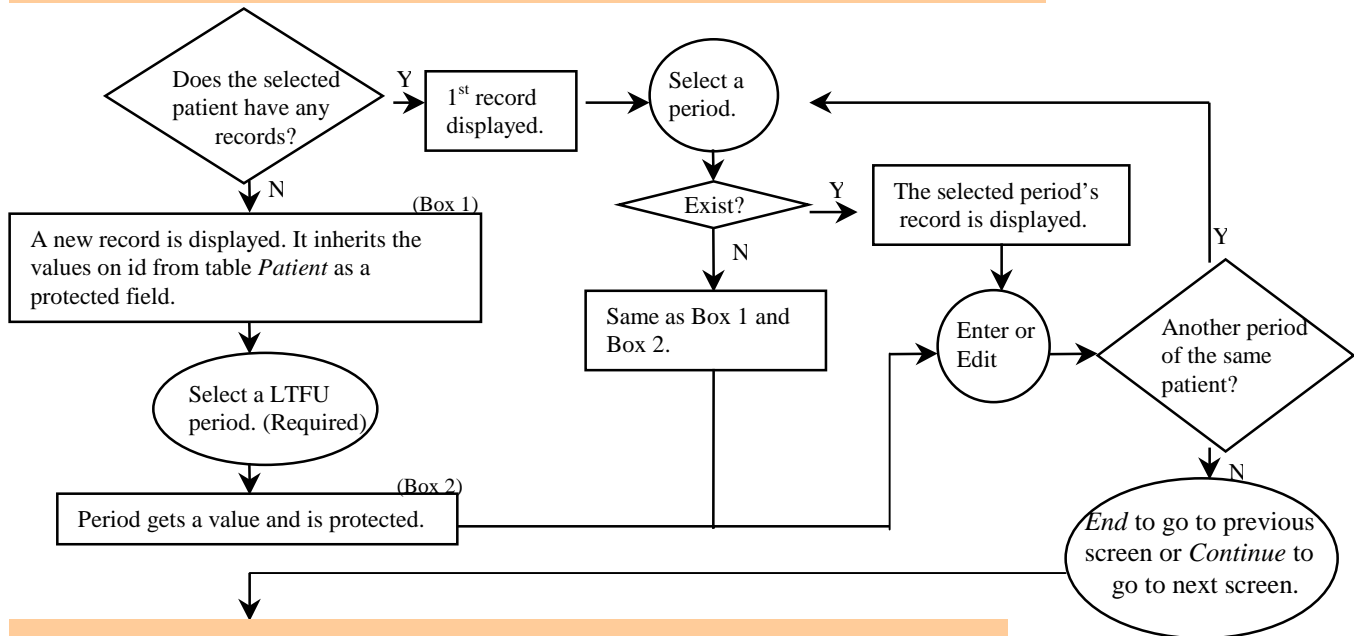 Does the selected
patient have any
records?
Y
1st record
displayed.
Select a
period.
N
(Box 1)
A new record is displayed. It inherits the
values on id from table Patient as a
protected field.
Exist?
Y
The selected period's
record is displayed.
N
Same as Box 1 and
Box 2.
Enter or
Edit
Y
Another period
of the same
patient?
Select a LTFU
period. (Required)
(Box 2)
Period gets a value and is protected.
N
End to go to previous
screen or Continue to
go to next screen.